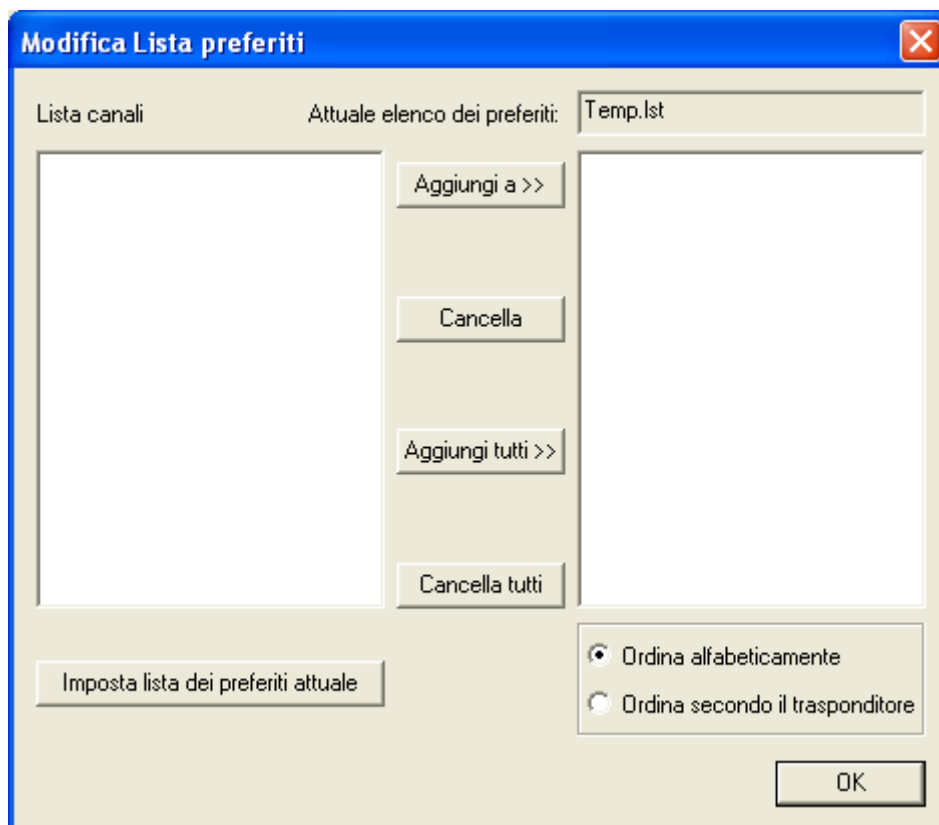 Modifica Lista preferiti
Lista canali
Attuale elenco dei preferiti:
Temp.lst
Aggiungi a >>
Cancella
Aggiungi tutti >>
Cancella tutti
Imposta lista dei preferiti attuale
Ordina alfabeticamente
Ordina secondo il trasponditore
OK